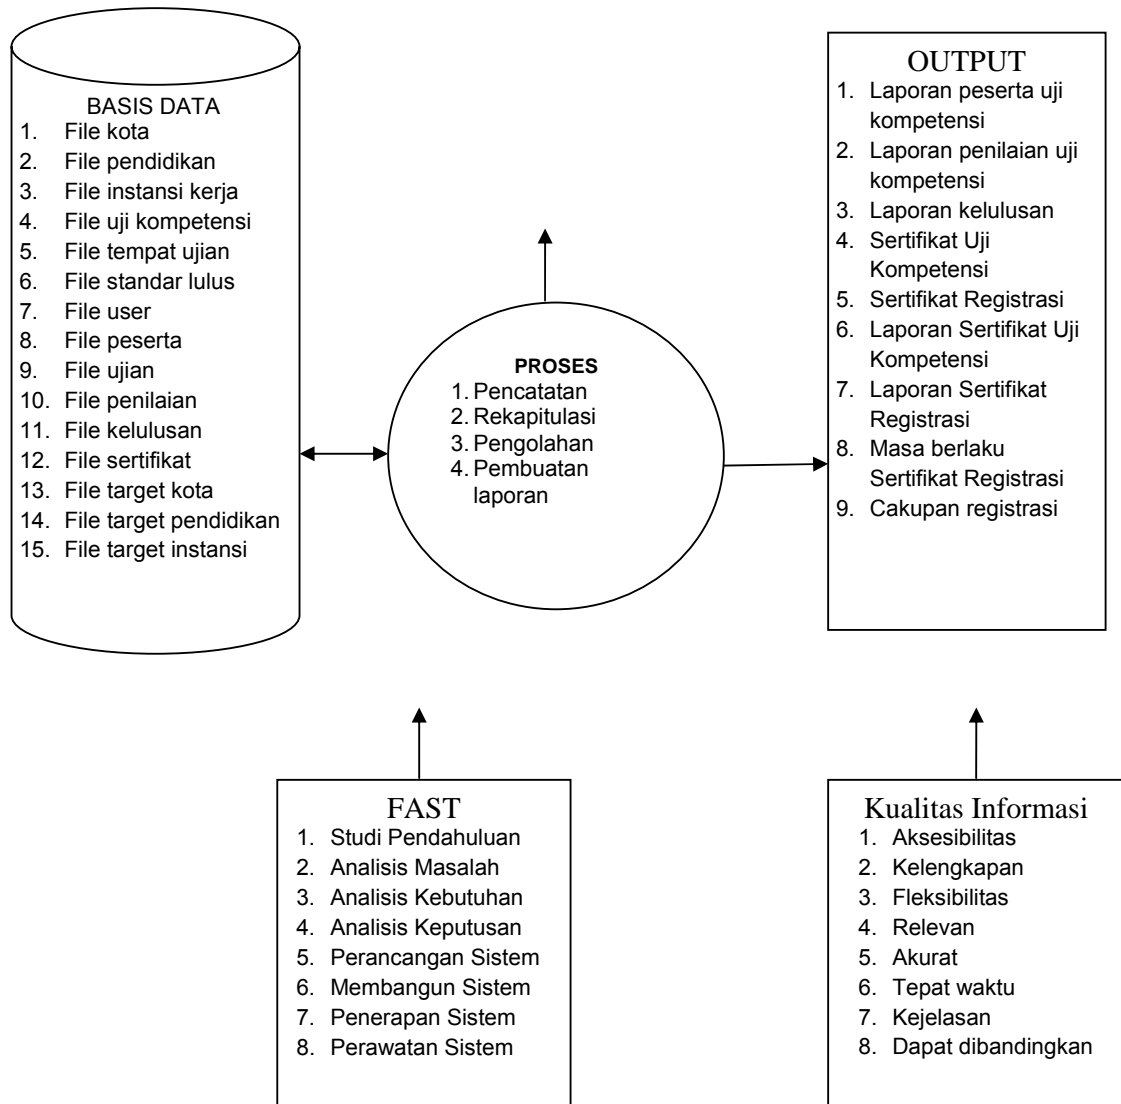 BASIS DATA
1. File kota
2. File pendidikan
3. File instansi kerja
4. File uji kompetensi
5. File tempat ujian
6. File standar lulus
7. File user
8. File peserta
9. File ujian
10. File penilaian
11. File kelulusan
12. File sertifikat
13. File target kota
14. File target pendidikan
15. File target instansi
PROSES
1. Pencatatan
2. Rekapitulasi
3. Pengolahan
4. Pembuatan
laporan
OUTPUT
1. Laporan peserta uji
kompetensi
2. Laporan penilaian uji
kompetensi
3. Laporan kelulusan
4. Sertifikat Uji
Kompetensi
5. Sertifikat Registrasi
6. Laporan Sertifikat Uji
Kompetensi
7. Laporan Sertifikat
Registrasi
8. Masa berlaku
Sertifikat Registrasi
9. Cakupan registrasi
FAST
1. Studi Pendahuluan
2. Analisis Masalah
3. Analisis Kebutuhan
4. Analisis Keputusan
5. Perancangan Sistem
6. Membangun Sistem
7. Penerapan Sistem
8. Perawatan Sistem
Kualitas Informasi
1. Aksesibilitas
2. Kelengkapan
3. Fleksibilitas
4. Relevan
5. Akurat
6. Tepat waktu
7. Kejelasan
8. Dapat dibandingkan